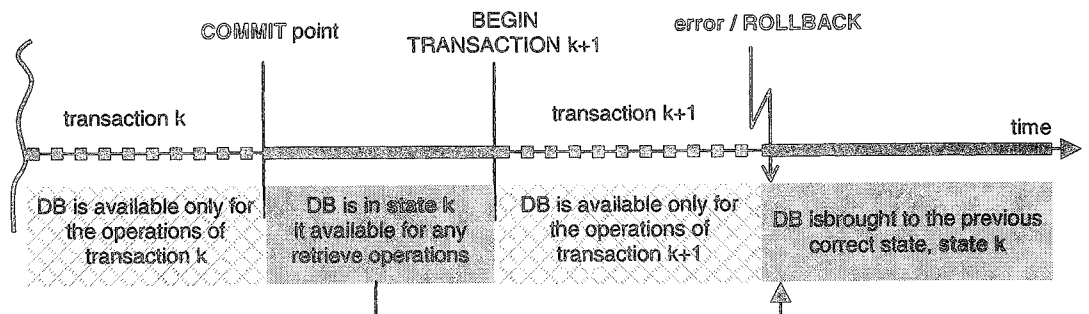 COMMIT point
BEGIN
TRANSACTION k+1
error / ROLLBACK
transaction k
transaction k+1
time
DB is available only for
the operations of
transaction k
DB is in state k
it available for any
retrieve operations
DB is available only for
the operations of
transaction k+1
DB isbrought to the previous
correct state, state k